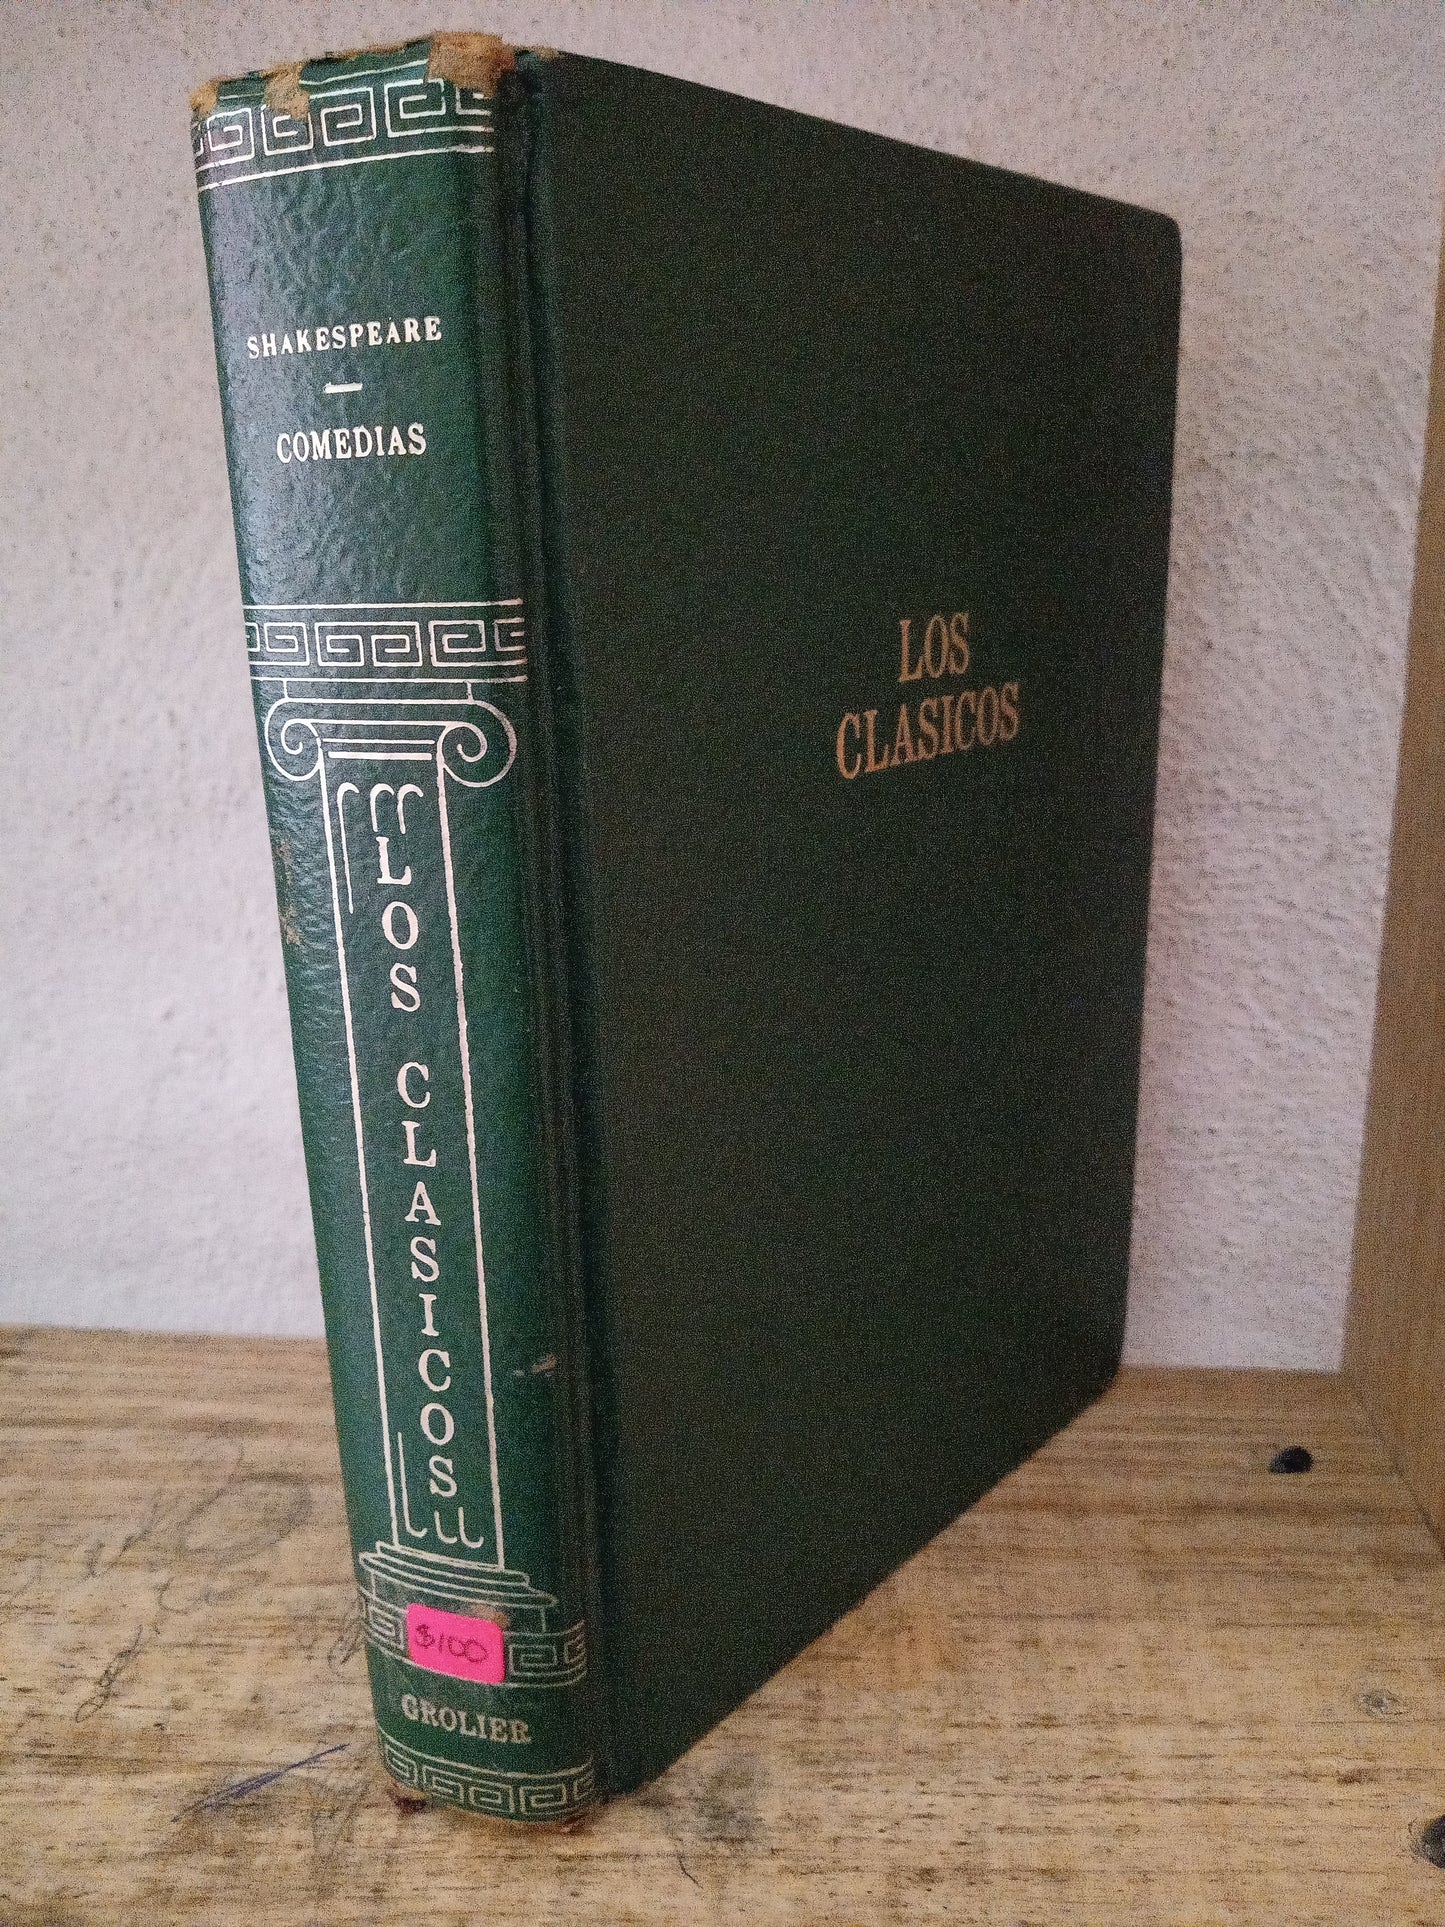 SHAKESPEARE
COMEDIAS
LOS CLASICOS
$100
GROLIER
LOS
CLASICOS